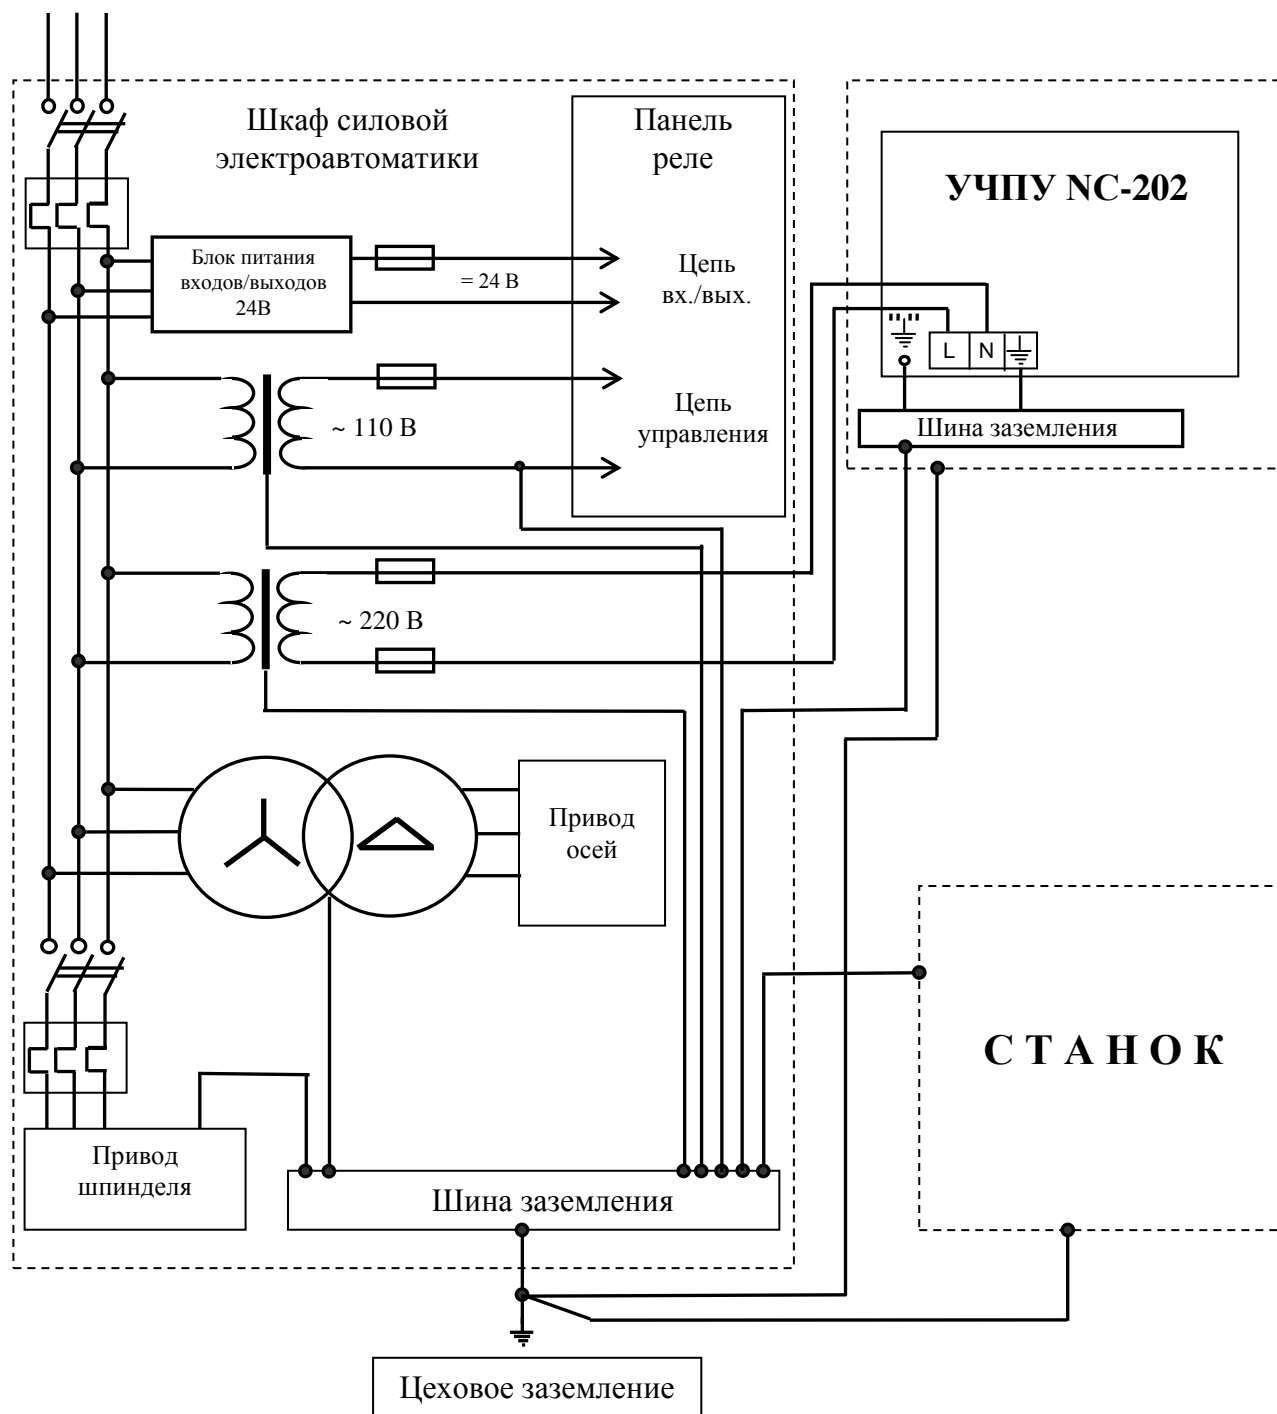 Шкаф силовой
электроавтоматики
Панель
реле
УЧПУ NC-202
Блок питания
входов/выходов
24В
= 24 В
Цепь
вх./вых.
L N
~ 110 В
Цепь
управления
Шина заземления
~ 220 В
Привод
осей
С Т А Н О К
Привод
шпинделя
Шина заземления
Цеховое заземление